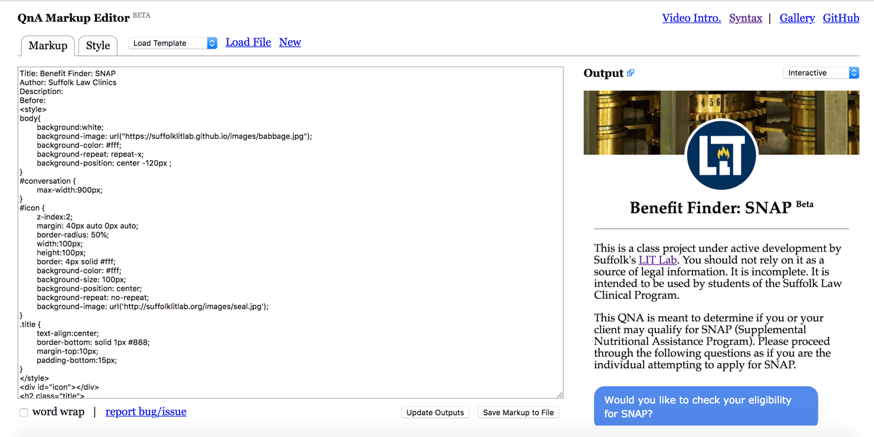 QnA Markup Editor BETA
Video Intro. Syntax | Gallery GitHub
Markup Style Load Template Load File New
Title: Benefit Finder: SNAP
Author: Suffolk Law Clinics
Description:
Before:
<style>
body{
background:white;
background-image: url("https://suffolklitlab.github.io/images/babbage.jpg");
background-color: #fff;
background-repeat: repeat-x;
background-position: center -120px ;
}
#conversation {
max-width:900px;
}
#icon {
z-index:2;
margin: 40px auto 0px auto;
border-radius: 50%;
width:100px;
height:100px;
border: 4px solid #fff;
background-color: #fff;
background-size: 100px;
background-position: center;
background-repeat: no-repeat;
background-image: url('http://suffolklitlab.org/images/seal.jpg');
}
.title {
text-align:center;
border-bottom: solid 1px #888;
margin-top:10px;
padding-bottom:15px;
}
</style>
<div id="icon"></div>
<h2 class="title">
word wrap | report bug/issue
Update Outputs Save Markup to File
Output Interactive
LIT
Benefit Finder: SNAP Beta
This is a class project under active development by
Suffolk's LIT Lab. You should not rely on it as a
source of legal information. It is incomplete. It is
intended to be used by students of the Suffolk Law
Clinical Program.
This QNA is meant to determine if you or your
client may qualify for SNAP (Supplemental
Nutritional Assistance Program). Please proceed
through the following questions as if you are the
individual attempting to apply for SNAP.
Would you like to check your eligibility
for SNAP?